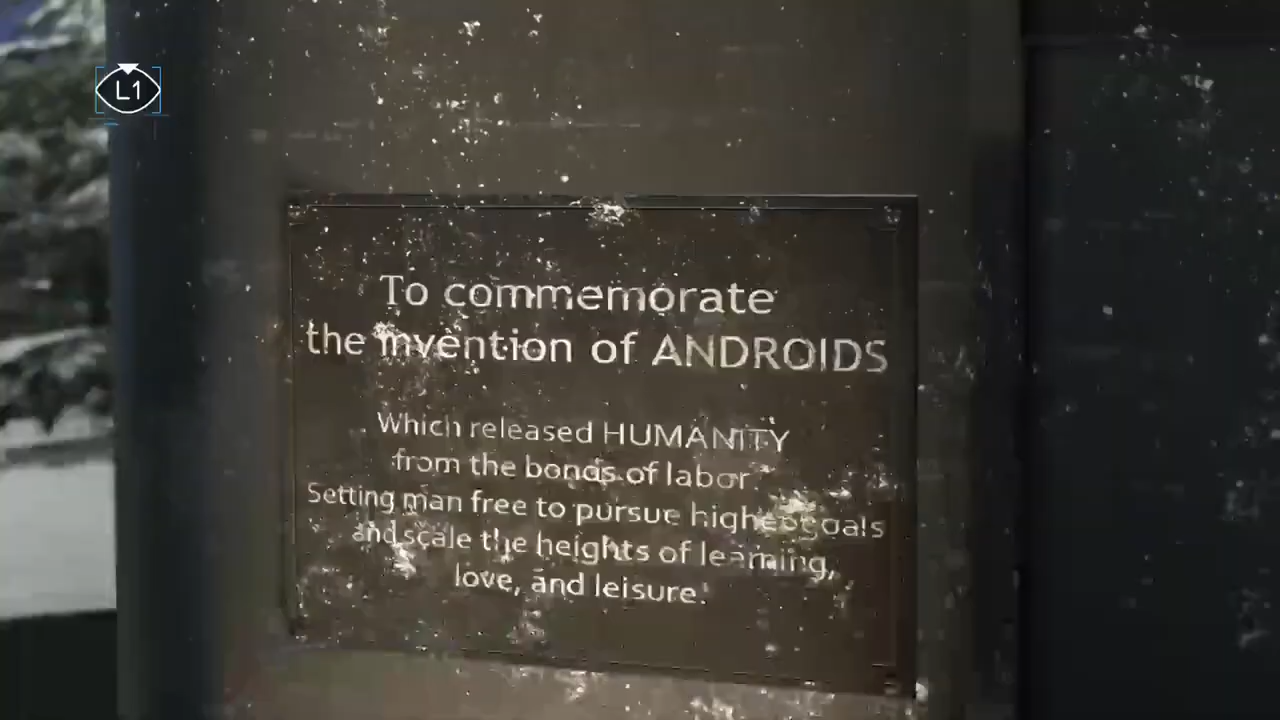 L1
To commemorate
the invention of ANDROIDS
Which released HUMANITY
from the bonds of labor
Setting man free to pursue higher goals
and scale the heights of learning,
love, and leisure.